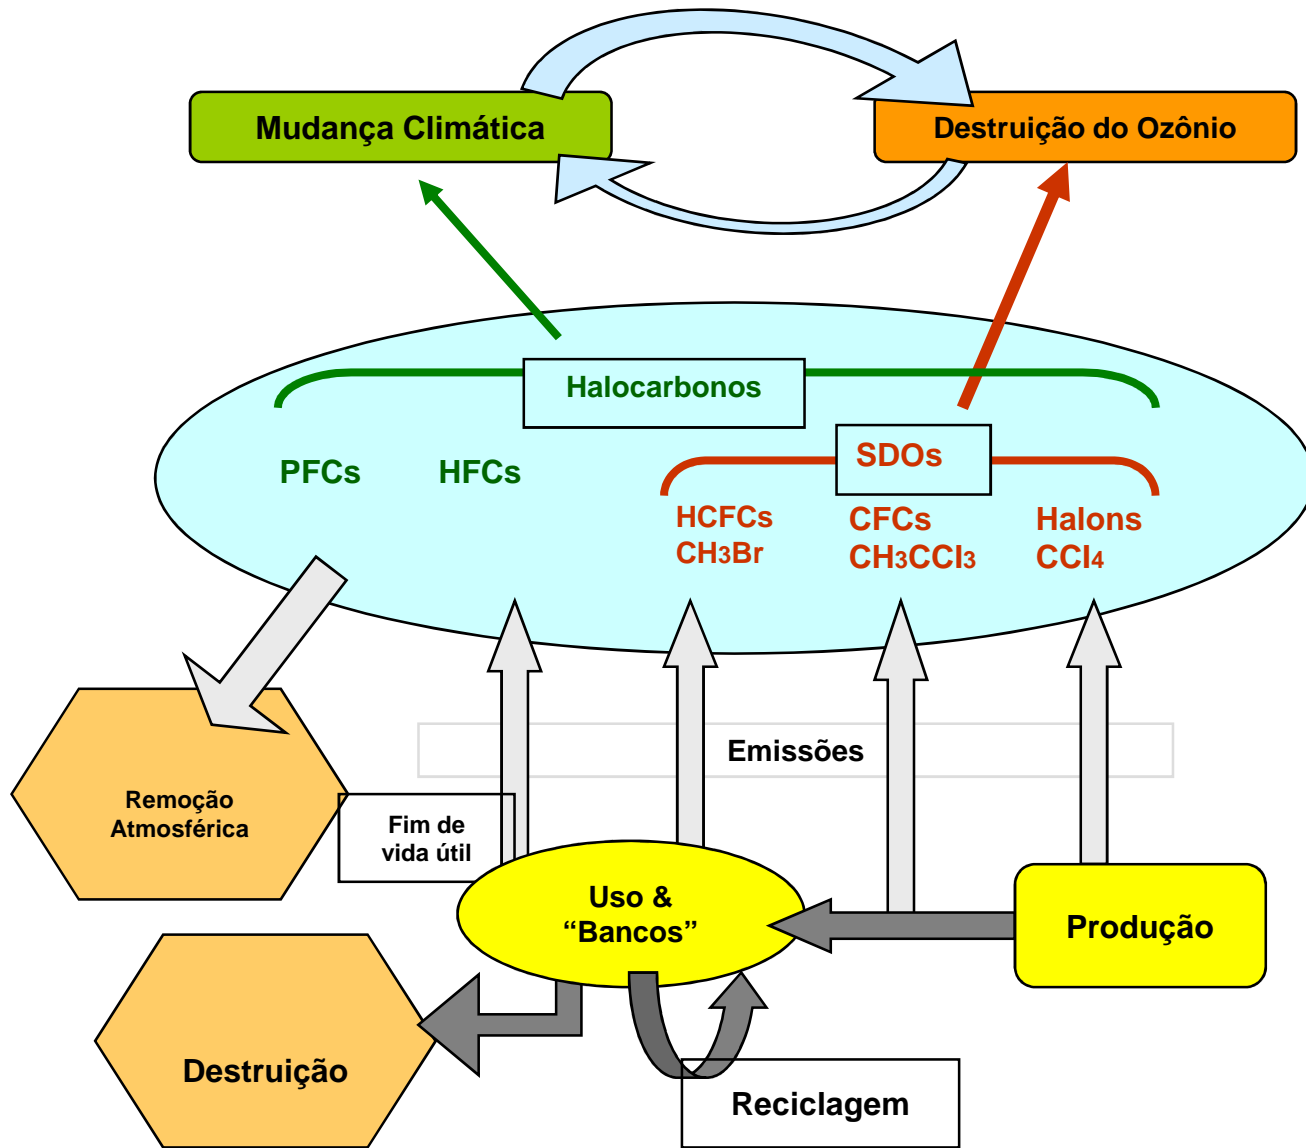 Mudança Climática
Destruição do Ozônio
Halocarbonos
PFCs
HFCs
SDOs
HCFCs
CH3Br
CFCs
CH3CCl3
Halons
CCl4
Emissões
Remoção
Atmosférica
Fim de
vida útil
Uso &
“Bancos”
Produção
Destruição
Reciclagem